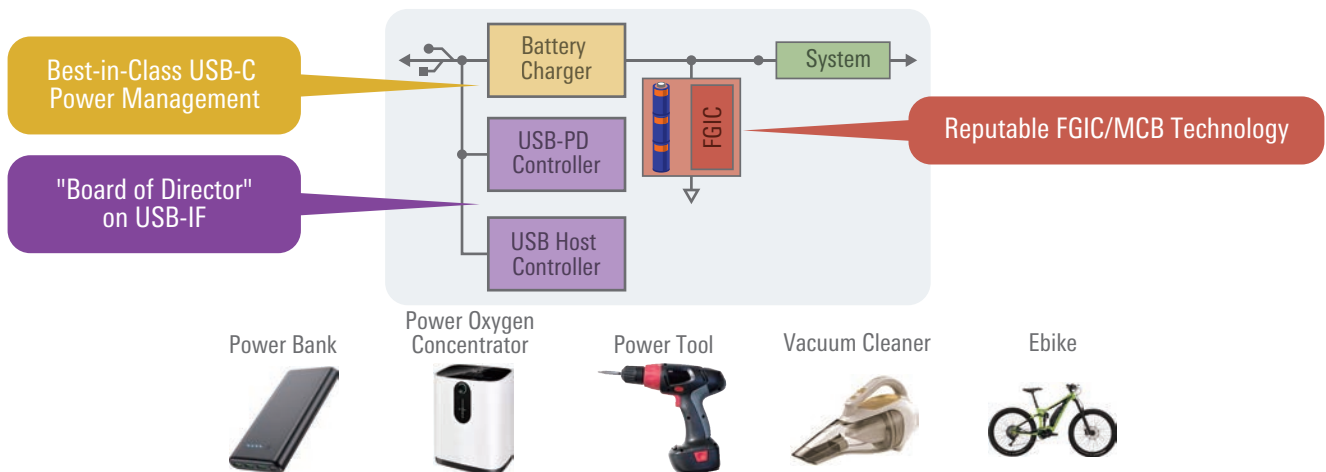 Best-in-Class USB-C
Power Management
"Board of Director"
on USB-IF
Battery
Charger
System
USB-PD
Controller
FGIC
USB Host
Controller
Reputable FGIC/MCB Technology
Power Bank
Power Oxygen
Concentrator
Power Tool
Vacuum Cleaner
Ebike